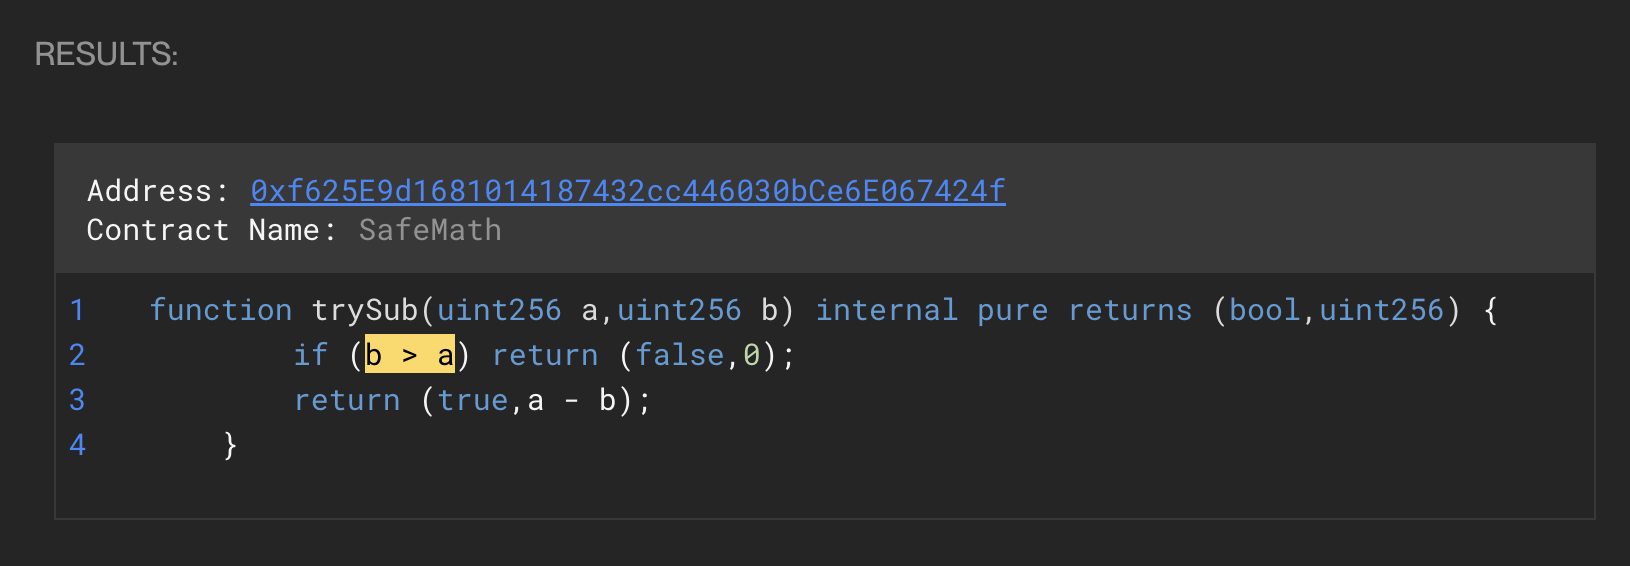 RESULTS:
Address: 0xf625E9d1681014187432cc446030bCe6E067424f
Contract Name: SafeMath
1 function trySub(uint256 a,uint256 b) internal pure returns (bool,uint256) {
2 if (b > a) return (false,0);
3 return (true,a - b);
4 }